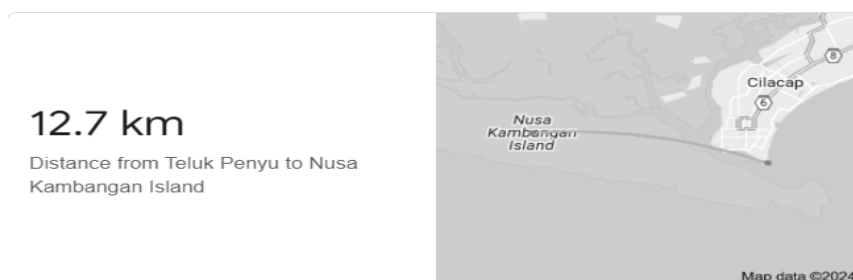 12.7 km
Distance from Teluk Penyu to Nusa
Kambangan Island
8
Cilacap
6
Nusa
Kambangan
Island
Map data ©2024